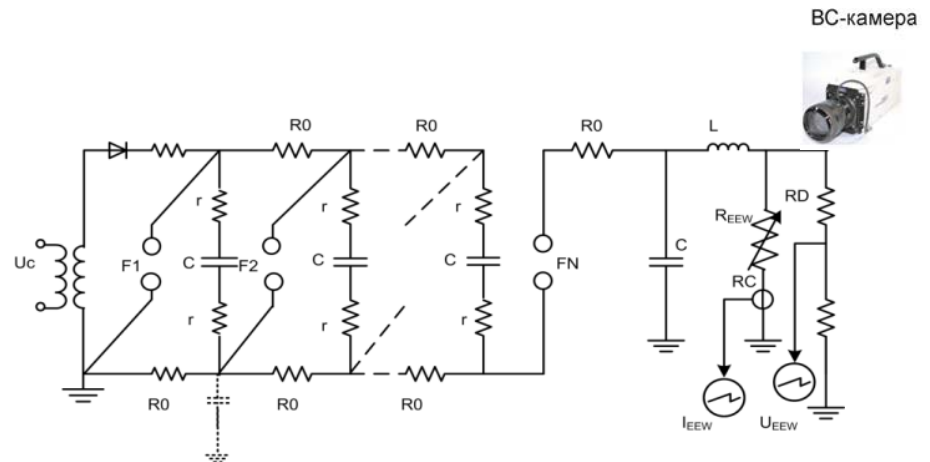 ВС-камера
R0
R0
R0
L
r
r
r
RD
REEW
Uc
F1
C
F2
C
C
FN
C
RC
r
r
r
R0
R0
R0
IEEW
UEEW